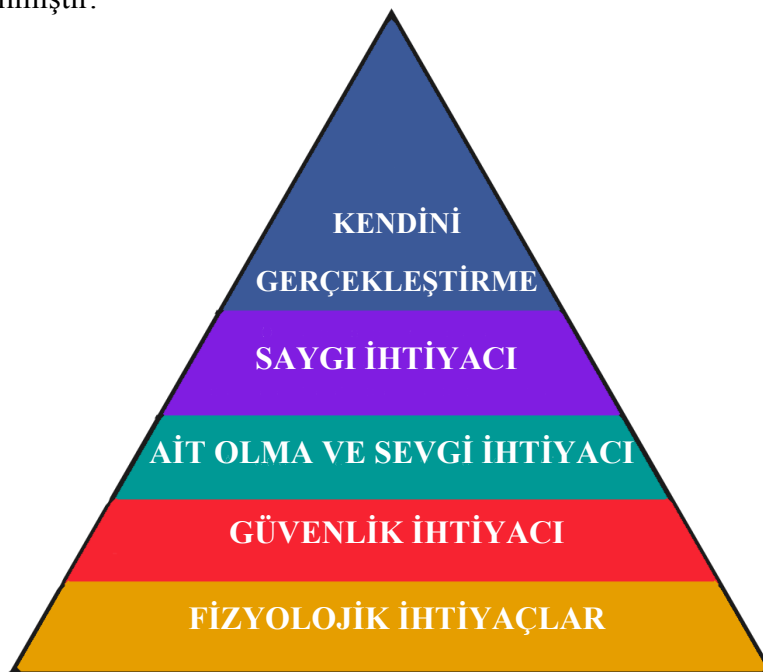 KENDİNİ
GERÇEKLEŞTİRME
SAYGI İHTİYACI
AİT OLMA VE SEVGİ İHTİYACI
GÜVENLİK İHTİYACI
FİZYOLOJİK İHTİYAÇLAR